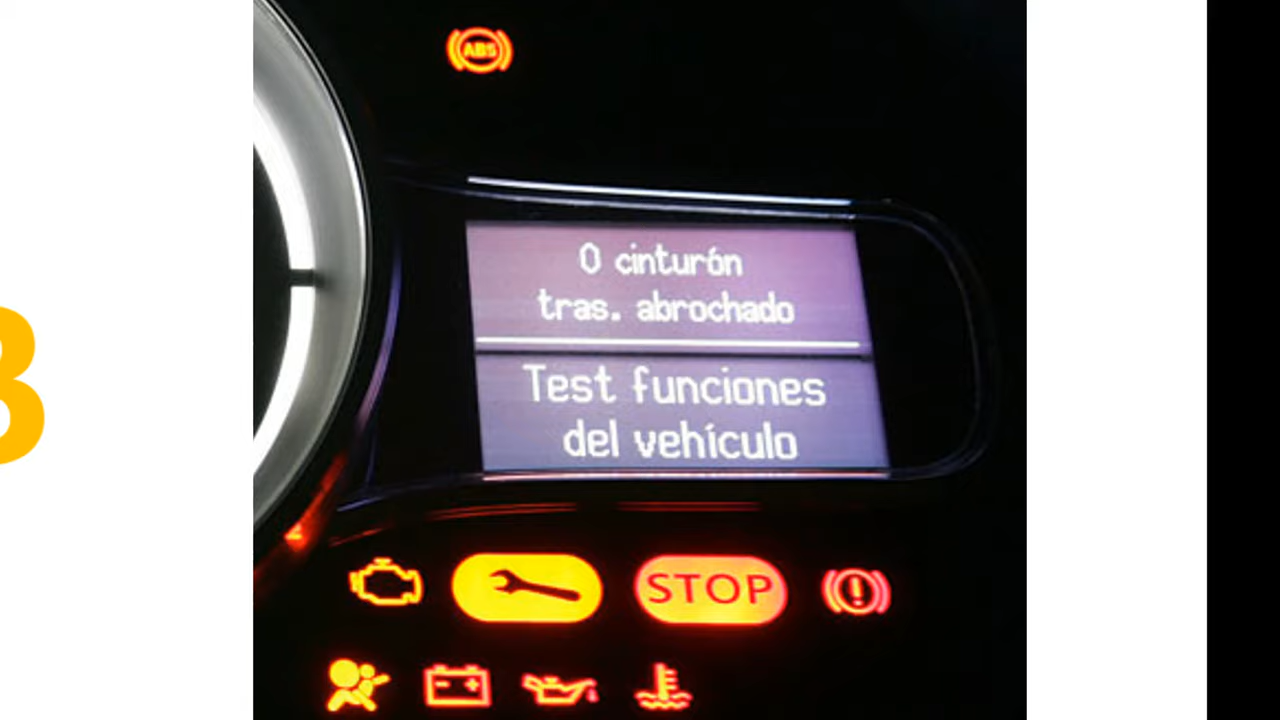 ABS
0 cinturón
tras. abrochado
Test funciones
del vehículo
STOP